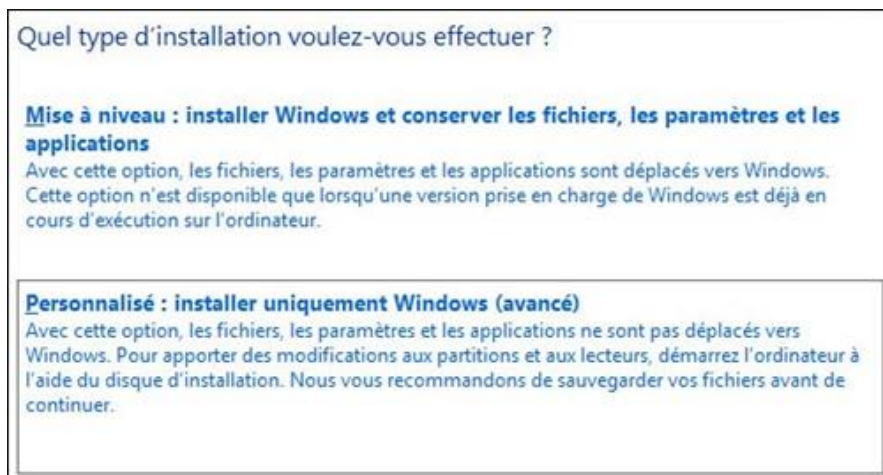 Quel type d'installation voulez-vous effectuer ?
Mise à niveau : installer Windows et conserver les fichiers, les paramètres et les
applications
Avec cette option, les fichiers, les paramètres et les applications sont déplacés vers Windows.
Cette option n'est disponible que lorsqu'une version prise en charge de Windows est déjà en
cours d'exécution sur l'ordinateur.
Personnalisé : installer uniquement Windows (avancé)
Avec cette option, les fichiers, les paramètres et les applications ne sont pas déplacés vers
Windows. Pour apporter des modifications aux partitions et aux lecteurs, démarrez l'ordinateur à
l'aide du disque d'installation. Nous vous recommandons de sauvegarder vos fichiers avant de
continuer.